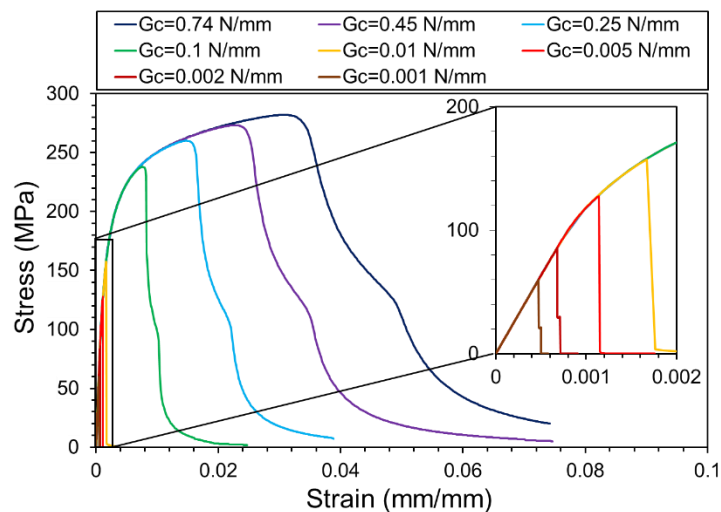 Gc=0.74 N/mm Gc=0.45 N/mm Gc=0.25 N/mm
Gc=0.1 N/mm Gc=0.01 N/mm Gc=0.005 N/mm
Gc=0.002 N/mm Gc=0.001 N/mm
300
250
200
150
100
50
0
Stress (MPa)
200
100
0
0 0.001 0.002
0 0.02 0.04 0.06 0.08 0.1
Strain (mm/mm)